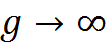 g → ∞